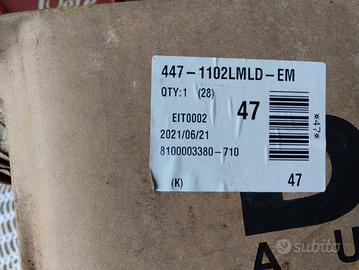 447-1102LMLD-EM
QTY:1 (28)
47
EIT0002
2021/06/21
8100003380-710
(K)
47
*47*
D
A U
subito